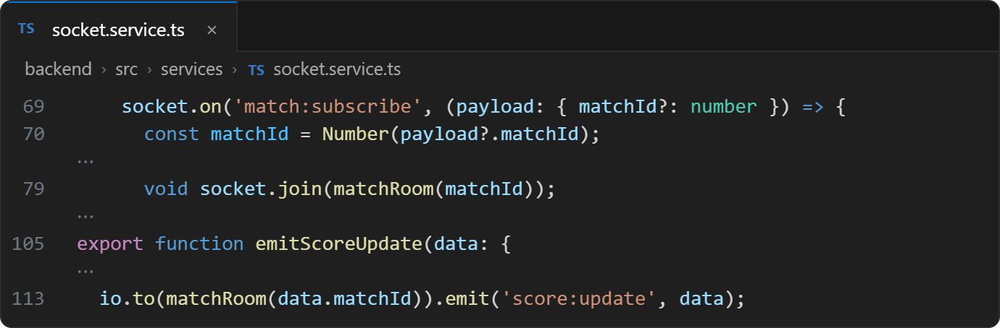 TS socket.service.ts ×
backend › src › services › TS socket.service.ts
69 socket.on('match:subscribe', (payload: { matchId?: number }) => {
70 const matchId = Number(payload?.matchId);
...
79 void socket.join(matchRoom(matchId));
...
105 export function emitScoreUpdate(data: {
...
113 io.to(matchRoom(data.matchId)).emit('score:update', data);